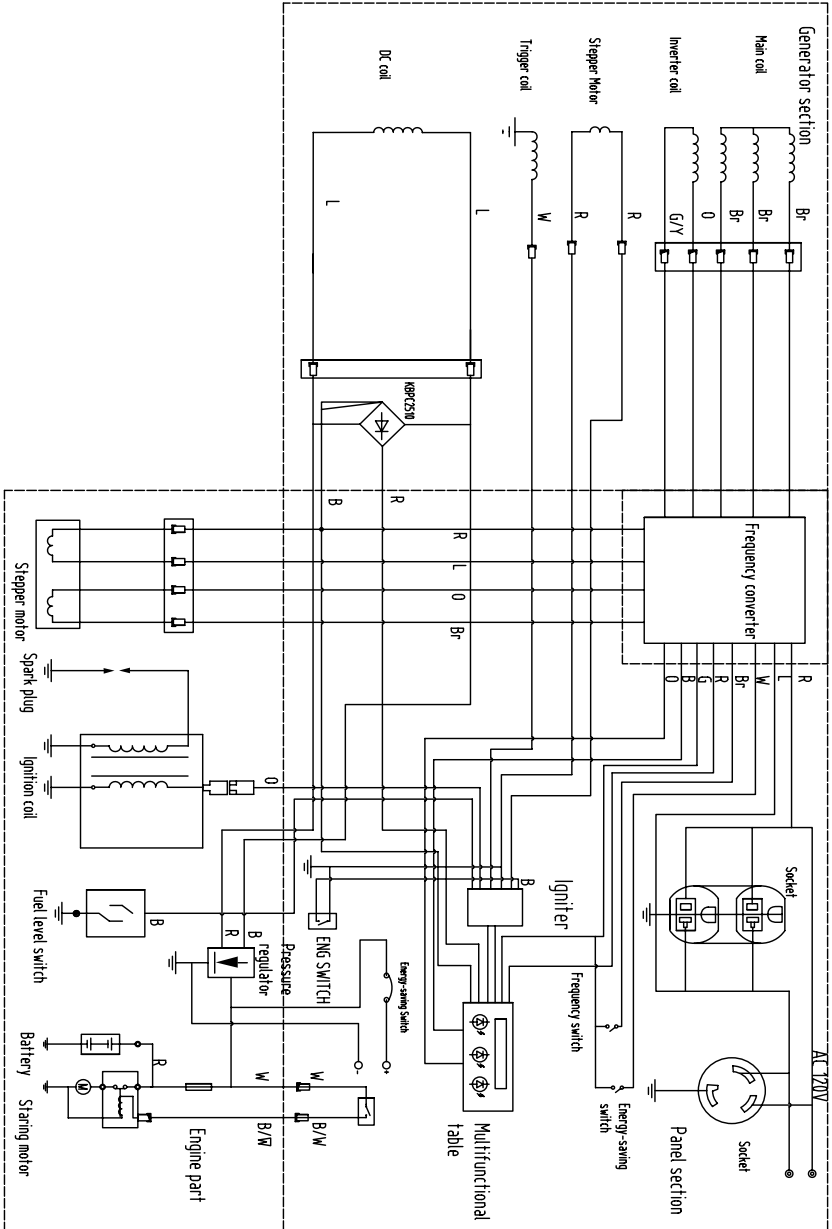 Generator section
Main coil
Inverter coil
Stepper Motor
Trigger coil
DC coil
Br
Br
Br
O
G/Y
R
R
W
L
L
KBPC2510
R
B
Frequency converter
R
L
O
Br
R
L
W
Br
R
G
B
O
Stepper motor
Spark plug
Ignition coil
O
Fuel level switch
B
Igniter
B
ENG SWITCH
Pressure
regulator
B
R
Energy-saving Switch
-
+
Battery
Staring motor
M
R
W
W
B/W
B/W
Engine part
Socket
Frequency switch
Energy-saving
switch
Multifunctional
table
AC 120V
Socket
Panel section